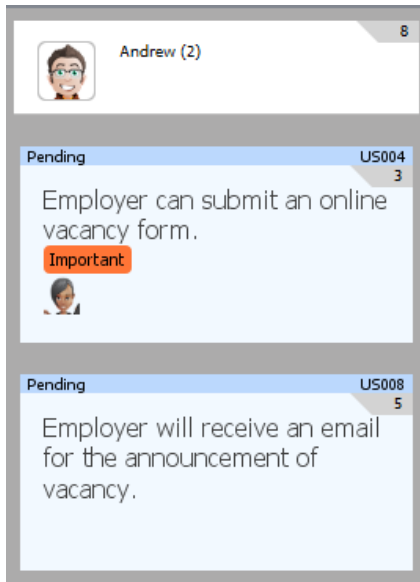 8
Andrew (2)
Pending US004
3
Employer can submit an online
vacancy form.
Important
Pending US008
5
Employer will receive an email
for the announcement of
vacancy.